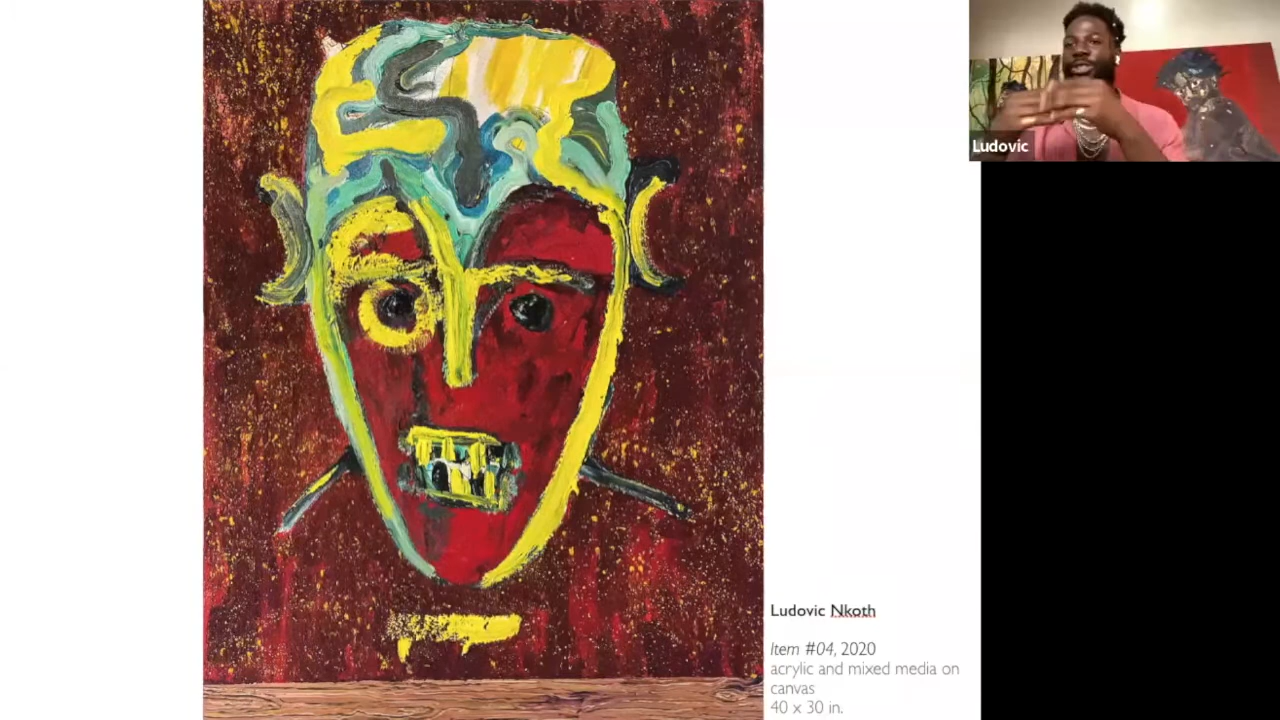 Ludovic
Ludovic Nkoth
Item #04, 2020
acrylic and mixed media on
canvas
40 x 30 in.